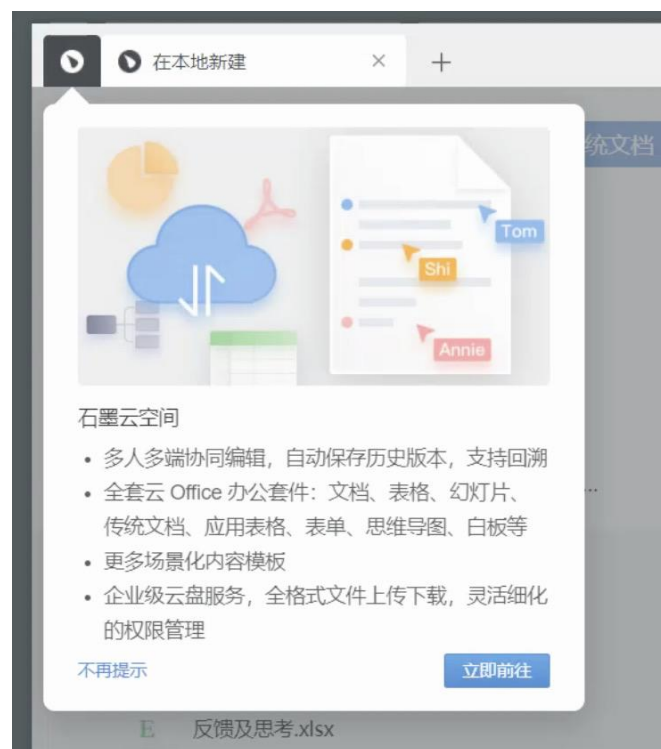 在本地新建
统文档
Tom
Shi
Annie
石墨云空间
• 多人多端协同编辑，自动保存历史版本，支持回溯
• 全套云 Office 办公套件：文档、表格、幻灯片、
传统文档、应用表格、表单、思维导图、白板等
...
• 更多场景化内容模板
• 企业级云盘服务，全格式文件上传下载，灵活细化
的权限管理
不再提示
立即前往
E 反馈及思考.xlsx